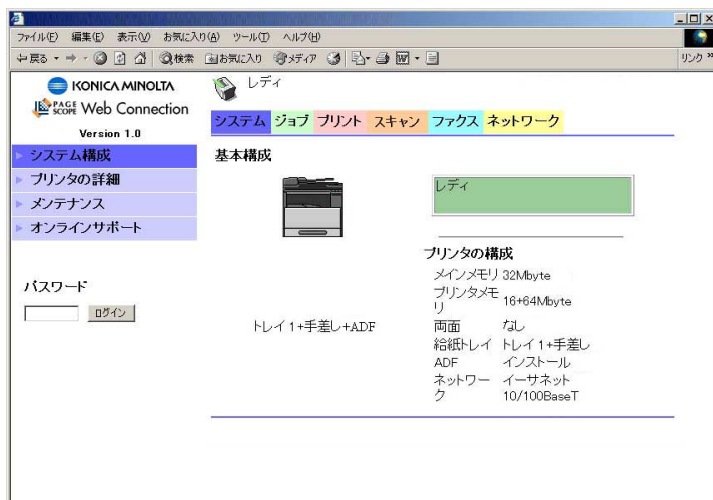 ファイル(F) 編集(E) 表示(V) お気に入り(A) ツール(T) ヘルプ(H)
戻る 検索 お気に入り メディア リンク »
KONICA MINOLTA
PAGE SCOPE Web Connection
Version 1.0
レディ
システム ジョブ プリント スキャン ファクス ネットワーク
システム構成
プリンタの詳細
メンテナンス
オンラインサポート
パスワード
ログイン
基本構成
トレイ1+手差し+ADF
レディ
プリンタの構成
メインメモリ 32Mbyte
プリンタメモ
リ 16+64Mbyte
両面 なし
給紙トレイ トレイ1+手差し
ADF インストール
ネットワー イーサネット
ク 10/100BaseT